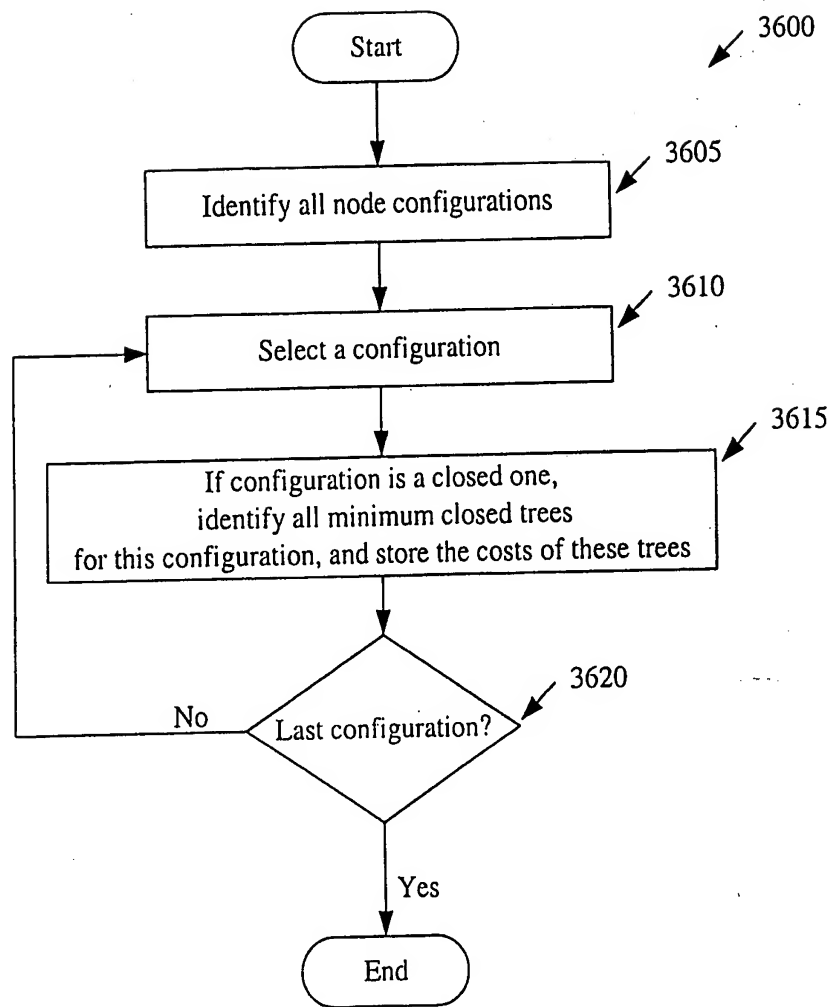 Start
3600
3605
Identify all node configurations
3610
Select a configuration
3615
If configuration is a closed one,
identify all minimum closed trees
for this configuration, and store the costs of these trees
3620
No
Last configuration?
Yes
End